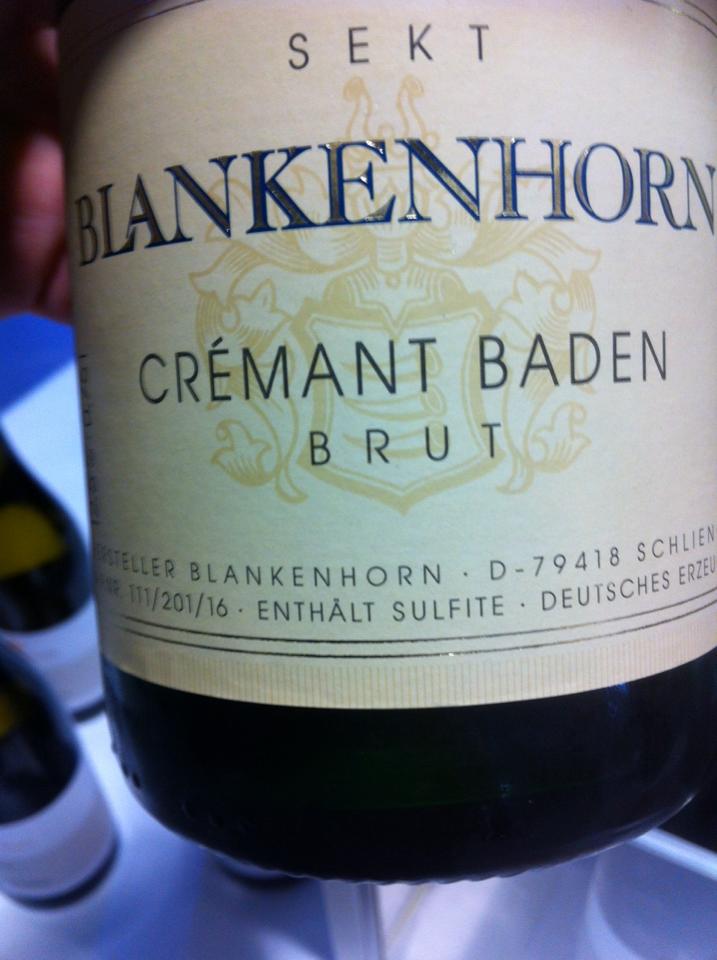 SEKT
BLANKENHORN
CRÉMANT BADEN
BRUT
BLANKENHORN · D-79418
111/201/16 · ENTHÄLT SULFITE · DEUTSCHES